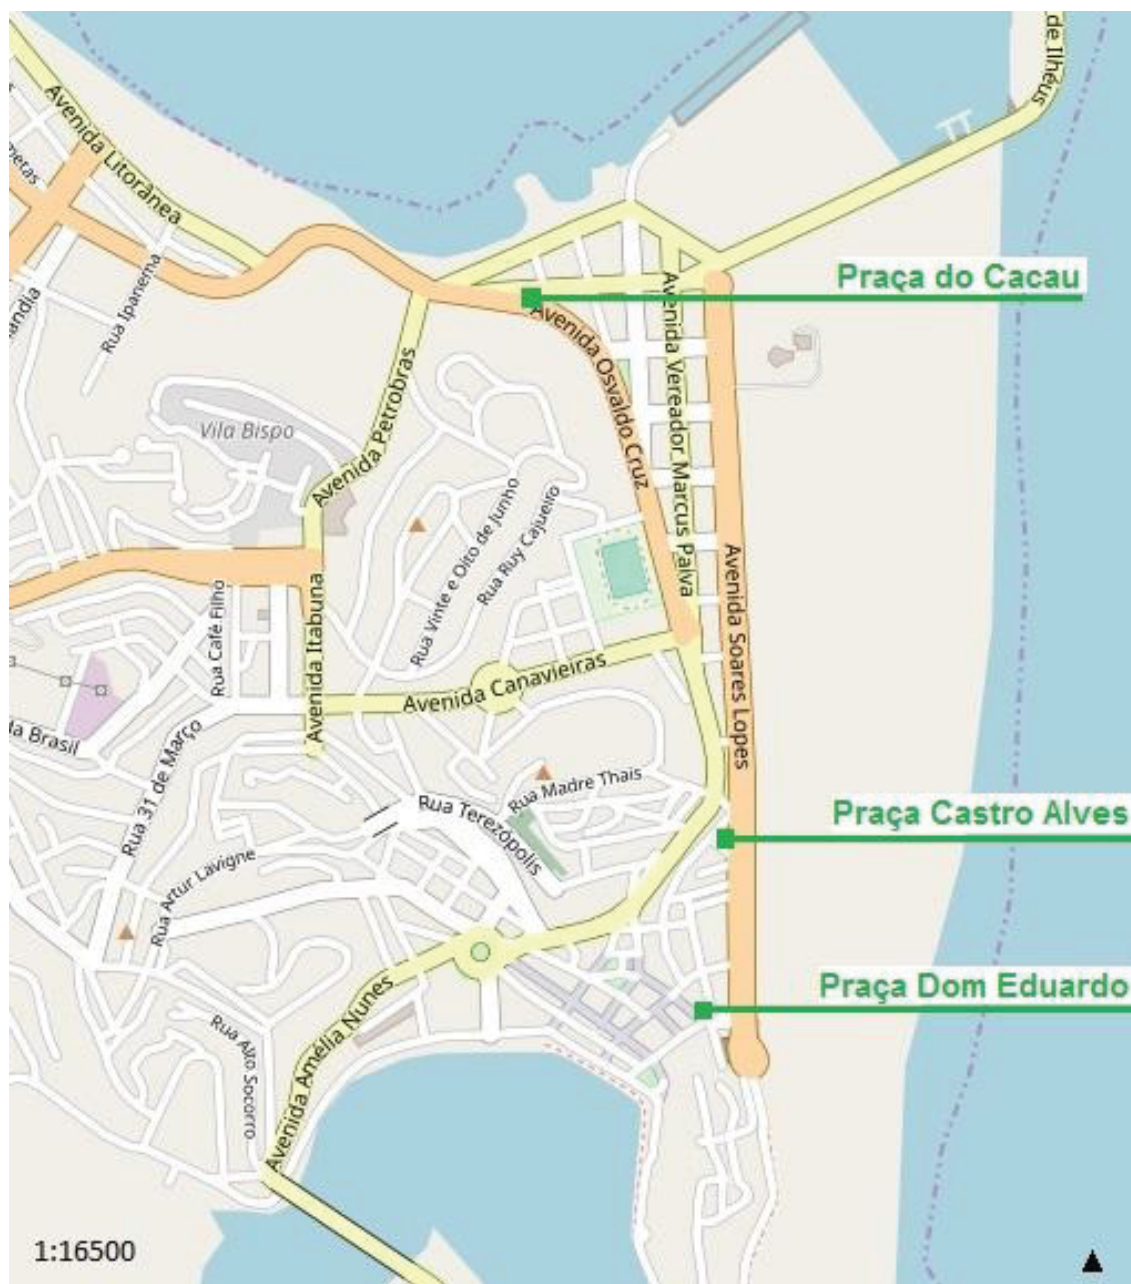 de Ilhéus
Avenida Litorânea
Praça do Cacau
Rua Ipanema
Avenida Osvaldo Cruz
Avenida Vereador Marcus Paiva
Avenida Petrobras
Vila Bispo
Rua Vinte e Oito de Junho
Rua Ruy Cajueiro
Avenida Soares Lopes
Rua Café Filho
Avenida Itabuna
Avenida Canavieiras
la Brasil
Rua 31 de Março
Rua Madre Thais
Rua Terezópolis
Praça Castro Alves
Rua Artur Lavigne
Praça Dom Eduardo
Avenida Amélia Nunes
Rua Alto Socorro
1:16500